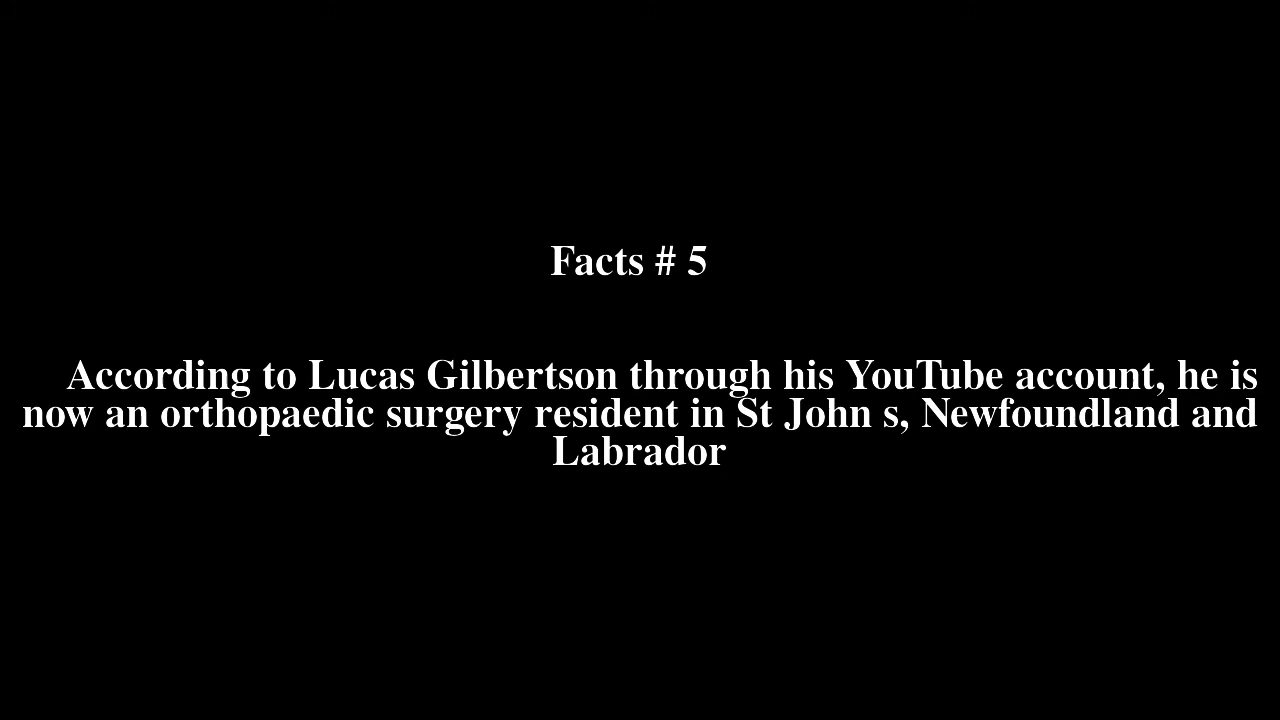 Facts # 5
According to Lucas Gilbertson through his YouTube account, he is
now an orthopaedic surgery resident in St John s, Newfoundland and
Labrador